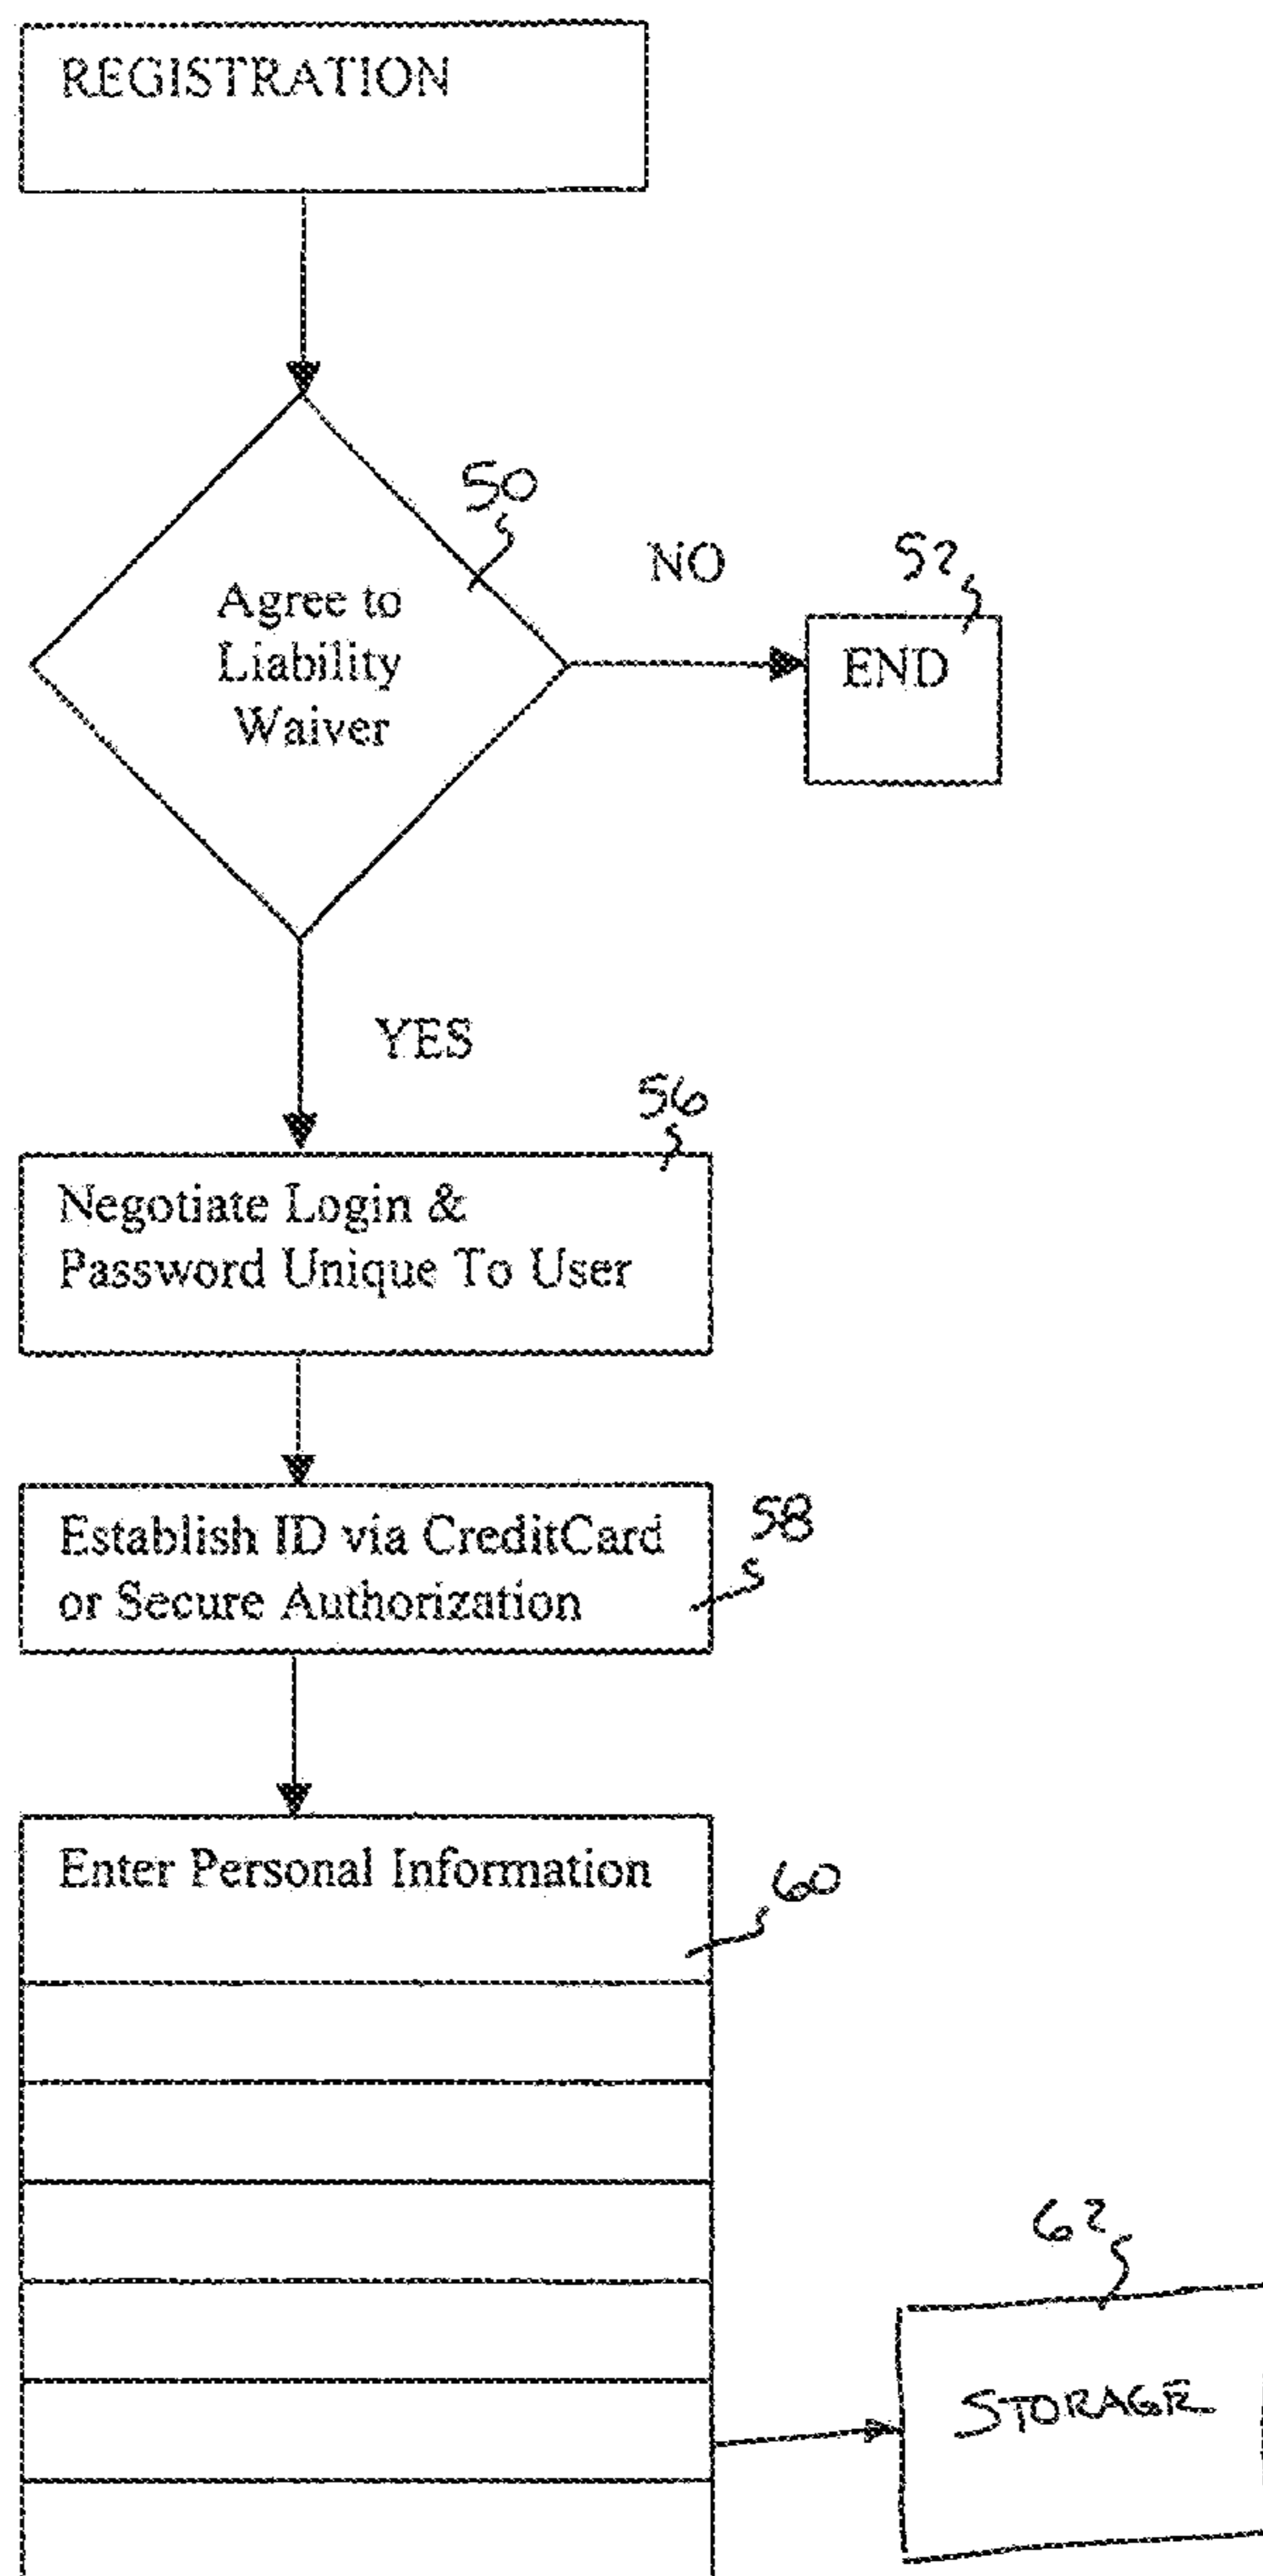 REGISTRATION
50
NO
52
Agree to
Liability
Waiver
END
YES
56
Negotiate Login &
Password Unique To User
58
Establish ID via CreditCard
or Secure Authorization
Enter Personal Information
60
62
STORAGE